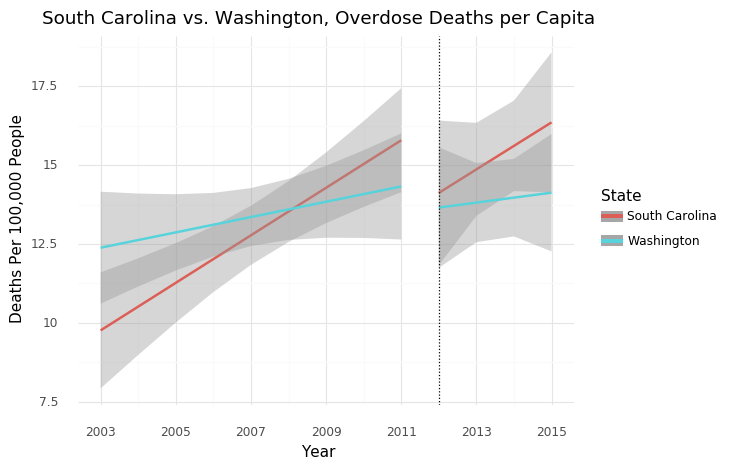 South Carolina vs. Washington, Overdose Deaths per Capita
Deaths Per 100,000 People
17.5
15
12.5
10
7.5
2003 2005 2007 2009 2011 2013 2015
Year
State
South Carolina
Washington